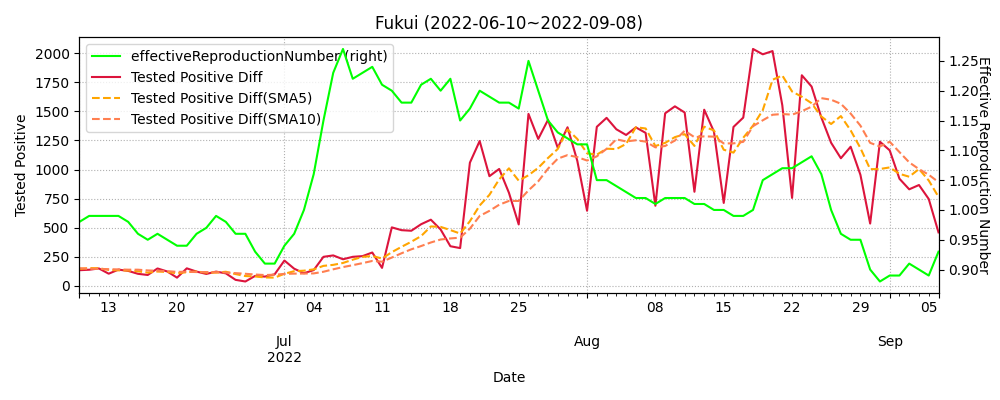 Fukui (2022-06-10~2022-09-08)
effectiveReproductionNumber (right)
Tested Positive Diff
Tested Positive Diff(SMA5)
Tested Positive Diff(SMA10)
Tested Positive
2000
1750
1500
1250
1000
750
500
250
0
1.25
1.20
1.15
1.10
1.05
1.00
0.95
0.90
Effective Reproduction Number
13 20 27 04 11 18 25 08 15 22 29 05
Jul Aug Sep
2022
Date